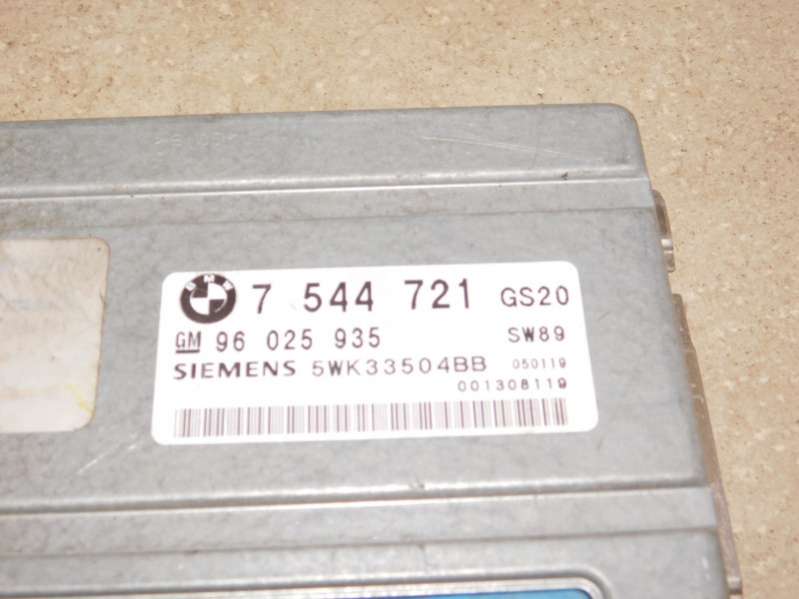 BMW 7 544 721 GS20
GM 96 025 935 SW89
SIEMENS 5WK33504BB 050119
001308119